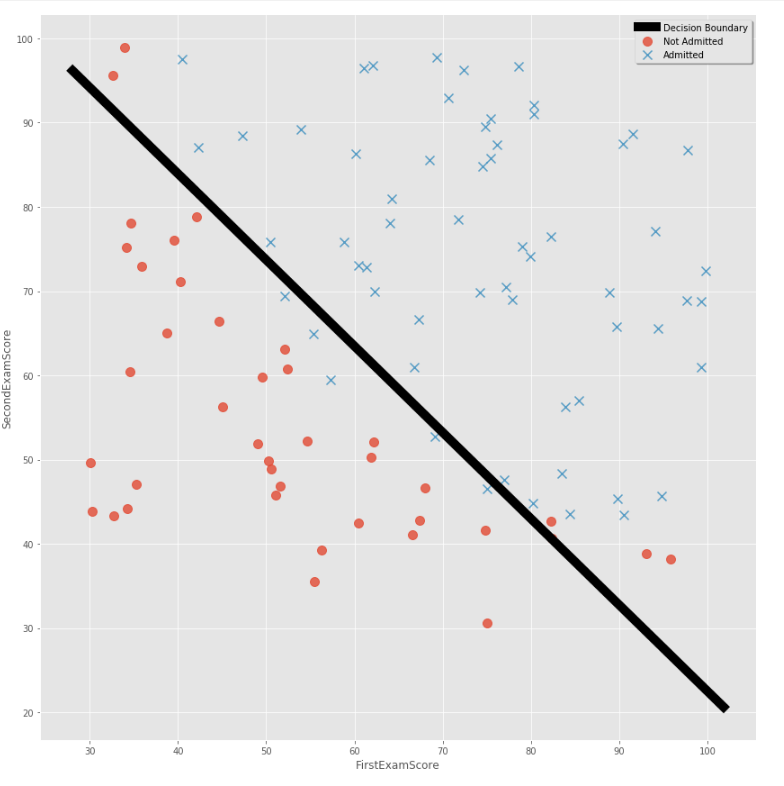 Decision Boundary
Not Admitted
Admitted
100
90
80
70
60
50
40
30
20
SecondExamScore
30 40 50 60 70 80 90 100
FirstExamScore